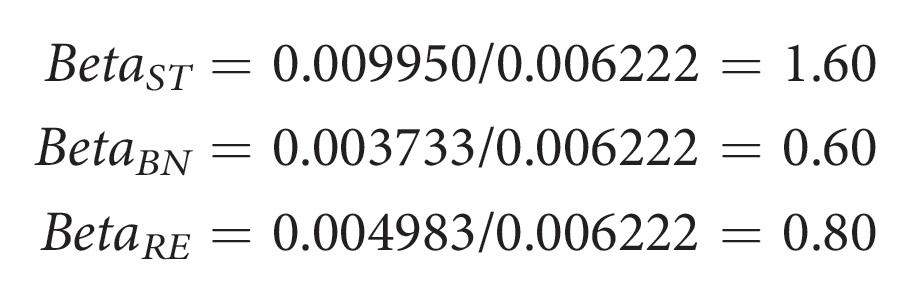 Beta_ST = 0.009950/0.006222 = 1.60
Beta_BN = 0.003733/0.006222 = 0.60
Beta_RE = 0.004983/0.006222 = 0.80